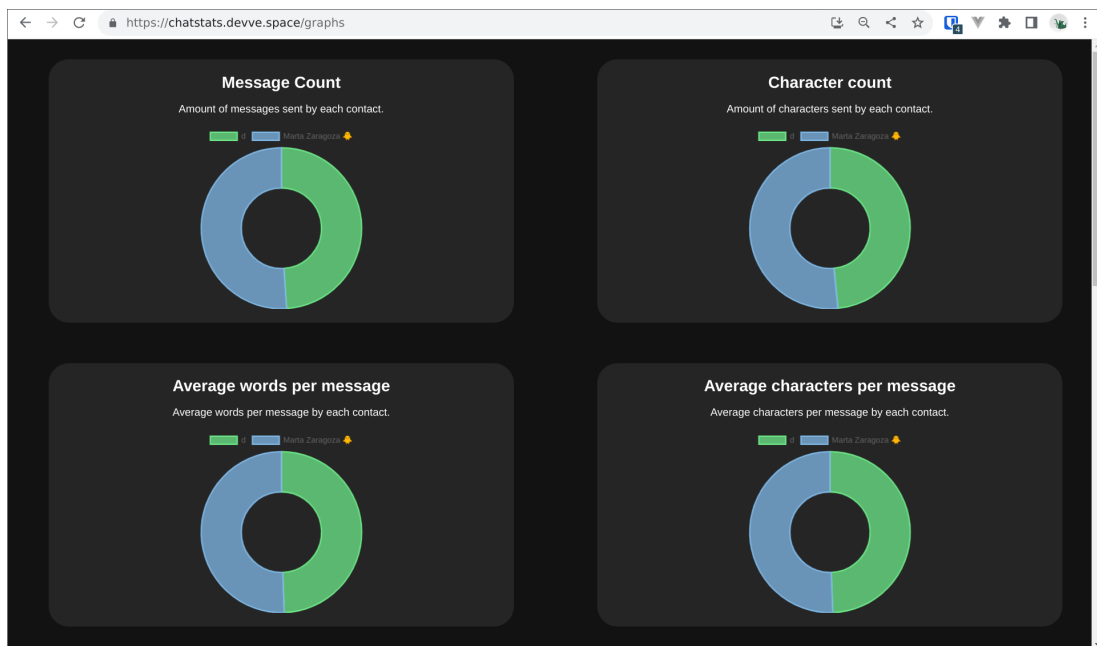 https://chatstats.devve.space/graphs
4
Message Count
Amount of messages sent by each contact.
d Marta Zaragoza 🐥
Character count
Amount of characters sent by each contact.
d Marta Zaragoza 🐥
Average words per message
Average words per message by each contact.
d Marta Zaragoza 🐥
Average characters per message
Average characters per message by each contact.
d Marta Zaragoza 🐥